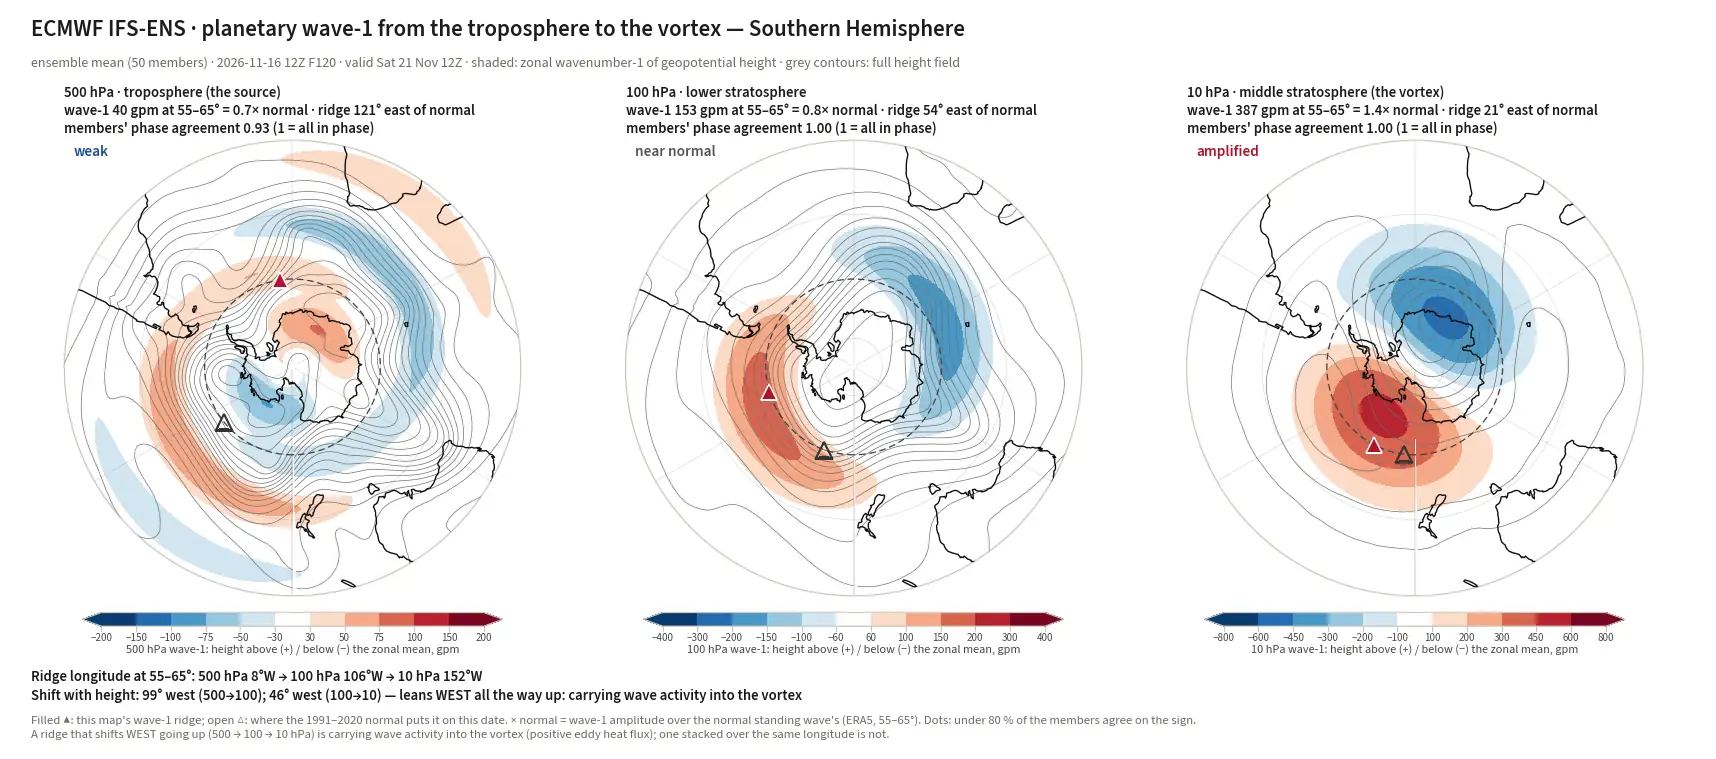 ECMWF IFS-ENS · planetary wave-1 from the troposphere to the vortex — Southern Hemisphere
ensemble mean (50 members) · 2026-11-16 12Z F120 · valid Sat 21 Nov 12Z · shaded: zonal wavenumber-1 of geopotential height · grey contours: full height field
500 hPa · troposphere (the source)
wave-1 40 gpm at 55–65° = 0.7× normal · ridge 121° east of normal
members' phase agreement 0.93 (1 = all in phase)
weak
100 hPa · lower stratosphere
wave-1 153 gpm at 55–65° = 0.8× normal · ridge 54° east of normal
members' phase agreement 1.00 (1 = all in phase)
near normal
10 hPa · middle stratosphere (the vortex)
wave-1 387 gpm at 55–65° = 1.4× normal · ridge 21° east of normal
members' phase agreement 1.00 (1 = all in phase)
amplified
−200 −150 −100 −75 −50 −30 30 50 75 100 150 200
500 hPa wave-1: height above (+) / below (−) the zonal mean, gpm
−400 −300 −200 −150 −100 −60 60 100 150 200 300 400
100 hPa wave-1: height above (+) / below (−) the zonal mean, gpm
−800 −600 −450 −300 −200 −100 100 200 300 450 600 800
10 hPa wave-1: height above (+) / below (−) the zonal mean, gpm
Ridge longitude at 55–65°: 500 hPa 8°W → 100 hPa 106°W → 10 hPa 152°W
Shift with height: 99° west (500→100); 46° west (100→10) — leans WEST all the way up: carrying wave activity into the vortex
Filled ▲: this map's wave-1 ridge; open △: where the 1991–2020 normal puts it on this date. × normal = wave-1 amplitude over the normal standing wave's (ERA5, 55–65°). Dots: under 80 % of the members agree on the sign.
A ridge that shifts WEST going up (500 → 100 → 10 hPa) is carrying wave activity into the vortex (positive eddy heat flux); one stacked over the same longitude is not.